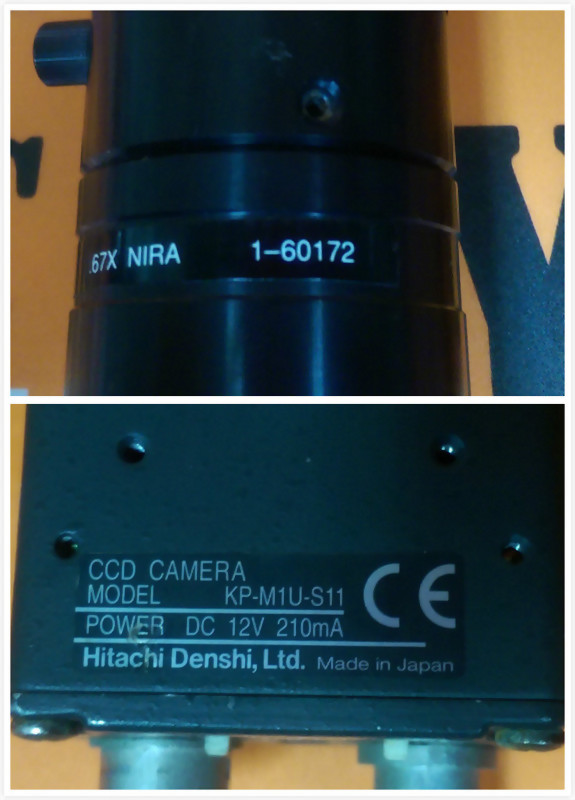 .67X NIRA 1-60172
CCD CAMERA
MODEL KP-M1U-S11
POWER DC 12V 210mA
Hitachi Denshi, Ltd. Made in Japan
CE